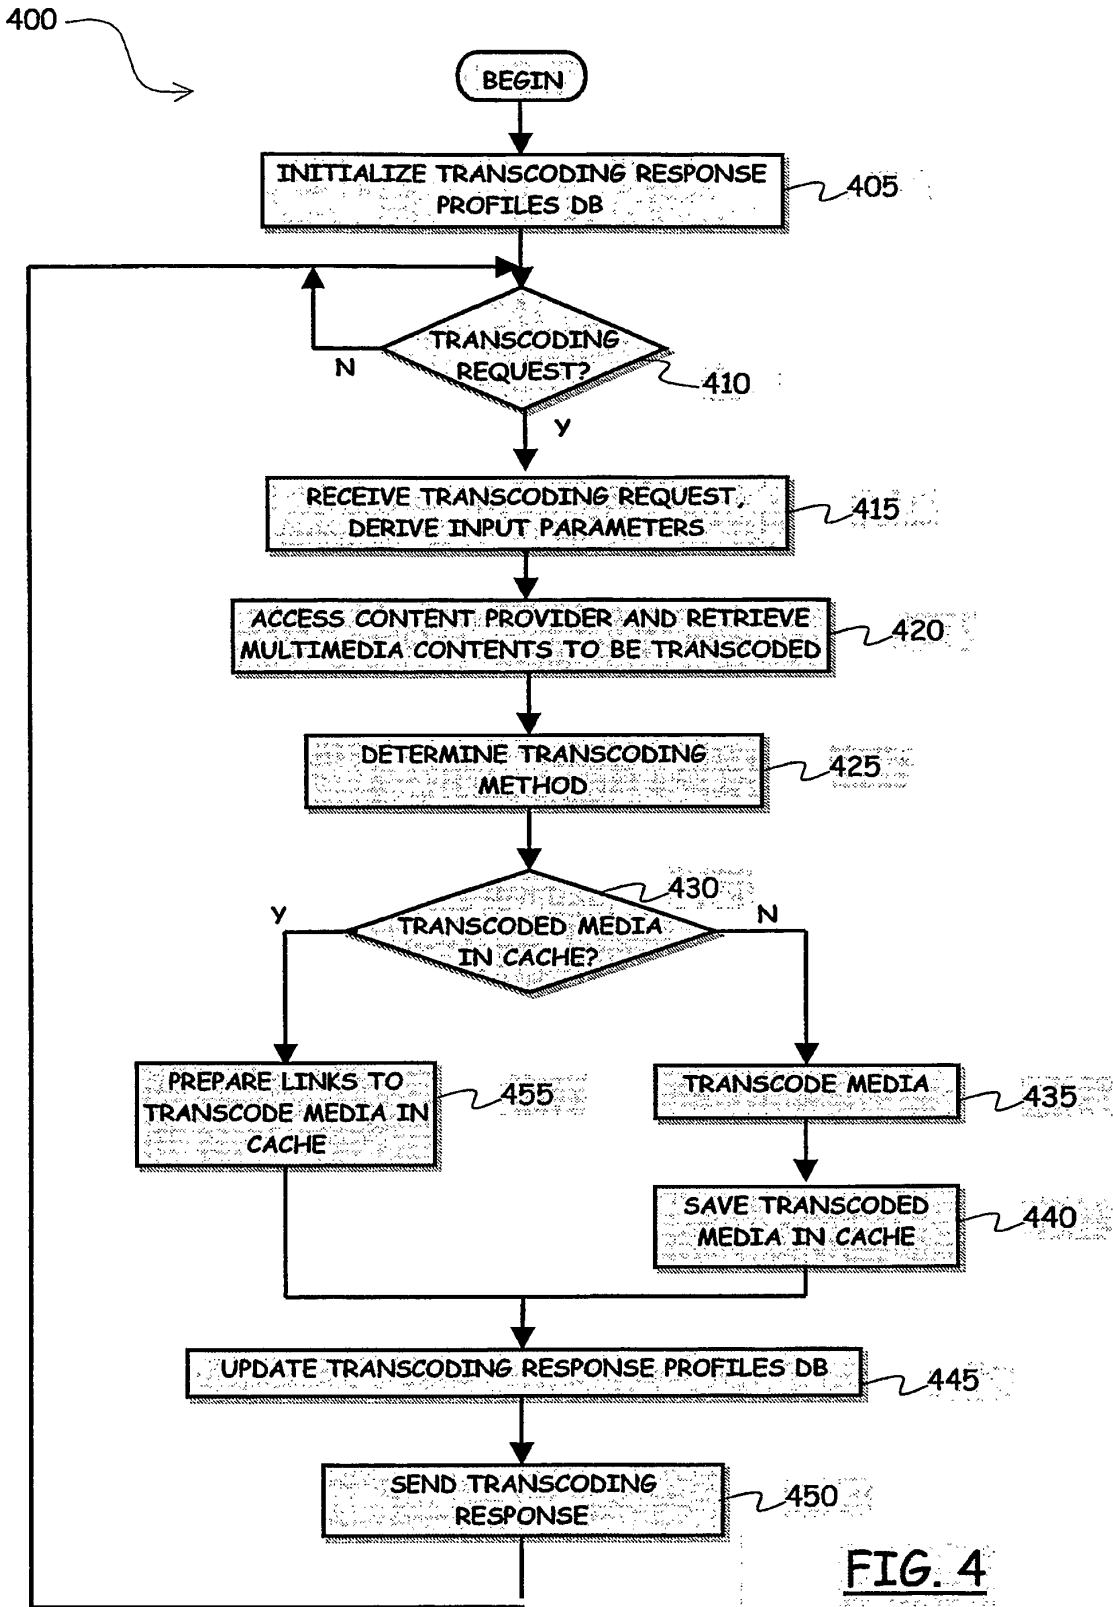 400
BEGIN
INITIALIZE TRANSCODING RESPONSE
PROFILES DB
405
TRANSCODING
REQUEST?
410
N
Y
RECEIVE TRANSCODING REQUEST,
DERIVE INPUT PARAMETERS
415
ACCESS CONTENT PROVIDER AND RETRIEVE
MULTIMEDIA CONTENTS TO BE TRANSCODED
420
DETERMINE TRANSCODING
METHOD
425
430
Y
TRANSCODED MEDIA
IN CACHE?
N
PREPARE LINKS TO
TRANSCODE MEDIA IN
CACHE
455
TRANSCODE MEDIA
435
SAVE TRANSCODED
MEDIA IN CACHE
440
UPDATE TRANSCODING RESPONSE PROFILES DB
445
SEND TRANSCODING
RESPONSE
450
FIG. 4